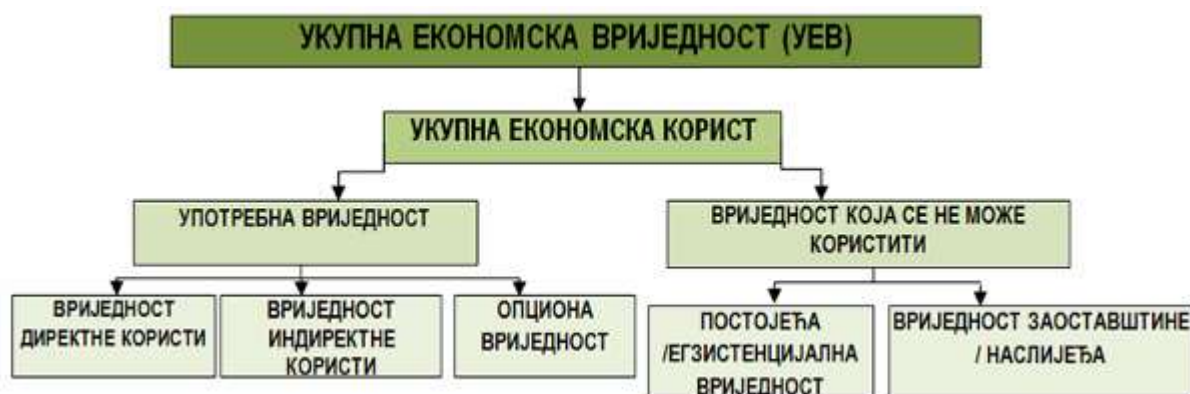 УКУПНА ЕКОНОМСКА ВРИЈЕДНОСТ (УЕВ)
УКУПНА ЕКОНОМСКА КОРИСТ
УПОТРЕБНА ВРИЈЕДНОСТ
ВРИЈЕДНОСТ КОЈА СЕ НЕ МОЖЕ
КОРИСТИТИ
ВРИЈЕДНОСТ
ДИРЕКТНЕ КОРИСТИ
ВРИЈЕДНОСТ
ИНДИРЕКТНЕ
КОРИСТИ
ОПЦИОНА
ВРИЈЕДНОСТ
ПОСТОЈЕЋА
/ЕГЗИСТЕНЦИЈАЛНА
ВРИЈЕДНОСТ
ВРИЈЕДНОСТ ЗАОСТАВШТИНЕ
/ НАСЛИЈЕЂА